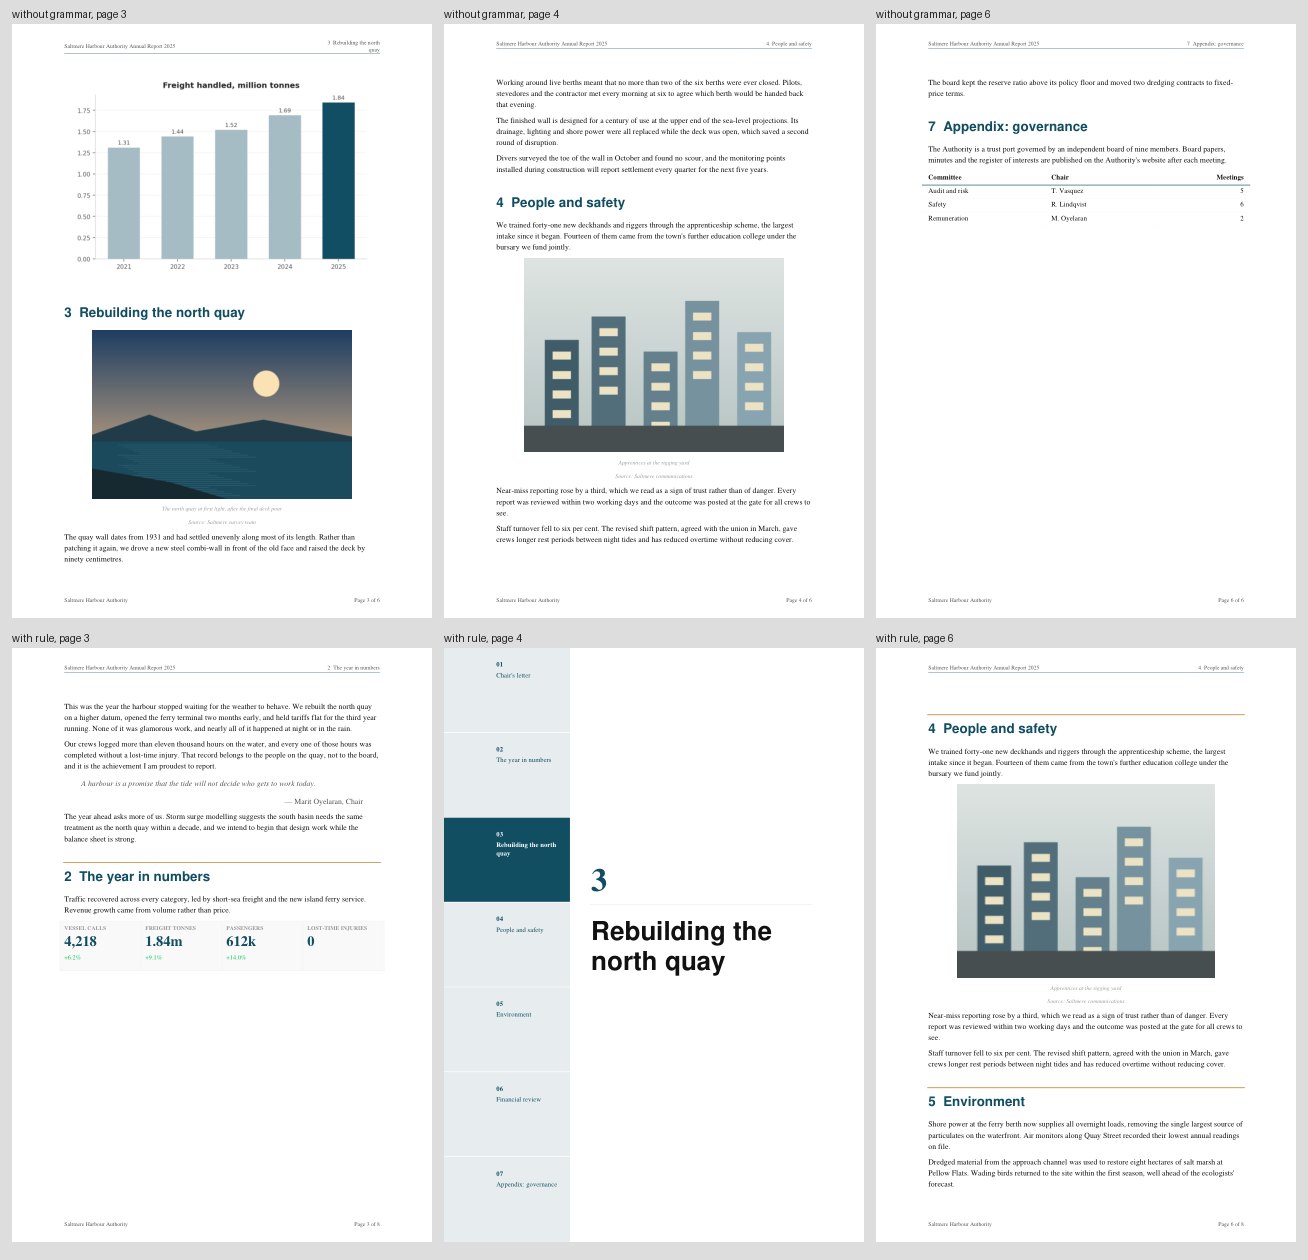 without grammar, page 3
Saltmere Harbour Authority Annual Report 2025
3 Rebuilding the north
quay
Freight handled, million tonnes
1.75
1.50
1.25
1.00
0.75
0.50
0.25
0.00
1.31
1.44
1.52
1.69
1.84
2021
2022
2023
2024
2025
3 Rebuilding the north quay
The north quay at first light, after the final deck pour
Source: Saltmere survey team
The quay wall dates from 1931 and had settled unevenly along most of its length. Rather than
patching it again, we drove a new steel combi-wall in front of the old face and raised the deck by
ninety centimetres.
Saltmere Harbour Authority
Page 3 of 6
without grammar, page 4
Saltmere Harbour Authority Annual Report 2025
4 People and safety
Working around live berths meant that no more than two of the six berths were ever closed. Pilots,
stevedores and the contractor met every morning at six to agree which berth would be handed back
that evening.
The finished wall is designed for a century of use at the upper end of the sea-level projections. Its
drainage, lighting and shore power were all replaced while the deck was open, which saved a second
round of disruption.
Divers surveyed the toe of the wall in October and found no scour, and the monitoring points
installed during construction will report settlement every quarter for the next five years.
4 People and safety
We trained forty-one new deckhands and riggers through the apprenticeship scheme, the largest
intake since it began. Fourteen of them came from the town's further education college under the
bursary we fund jointly.
Apprentices at the rigging yard
Source: Saltmere communications
Near-miss reporting rose by a third, which we read as a sign of trust rather than of danger. Every
report was reviewed within two working days and the outcome was posted at the gate for all crews to
see.
Staff turnover fell to six per cent. The revised shift pattern, agreed with the union in March, gave
crews longer rest periods between night tides and has reduced overtime without reducing cover.
Saltmere Harbour Authority
Page 4 of 6
without grammar, page 6
Saltmere Harbour Authority Annual Report 2025
7 Appendix: governance
The board kept the reserve ratio above its policy floor and moved two dredging contracts to fixed-
price terms.
7 Appendix: governance
The Authority is a trust port governed by an independent board of nine members. Board papers,
minutes and the register of interests are published on the Authority's website after each meeting.
Committee Chair Meetings
Audit and risk T. Vasquez 5
Safety R. Lindqvist 6
Remuneration M. Oyelaran 2
Saltmere Harbour Authority
Page 6 of 6
with rule, page 3
Saltmere Harbour Authority Annual Report 2025
2 The year in numbers
This was the year the harbour stopped waiting for the weather to behave. We rebuilt the north quay
on a higher datum, opened the ferry terminal two months early, and held tariffs flat for the third year
running. None of it was glamorous work, and nearly all of it happened at night or in the rain.
Our crews logged more than eleven thousand hours on the water, and every one of those hours was
completed without a lost-time injury. That record belongs to the people on the quay, not to the board,
and it is the achievement I am proudest to report.
A harbour is a promise that the tide will not decide who gets to work today.
— Marit Oyelaran, Chair
The year ahead asks more of us. Storm surge modelling suggests the south basin needs the same
treatment as the north quay within a decade, and we intend to begin that design work while the
balance sheet is strong.
2 The year in numbers
Traffic recovered across every category, led by short-sea freight and the new island ferry service.
Revenue growth came from volume rather than price.
VESSEL CALLS FREIGHT TONNES PASSENGERS LOST-TIME INJURIES
4,218 1.84m 612k 0
+6.2% +9.1% +14.0%
Saltmere Harbour Authority
Page 3 of 8
with rule, page 4
01
Chair's letter
02
The year in numbers
03
Rebuilding the north
quay
04
People and safety
05
Environment
06
Financial review
07
Appendix: governance
3
Rebuilding the
north quay
with rule, page 6
Saltmere Harbour Authority Annual Report 2025
4 People and safety
4 People and safety
We trained forty-one new deckhands and riggers through the apprenticeship scheme, the largest
intake since it began. Fourteen of them came from the town's further education college under the
bursary we fund jointly.
Apprentices at the rigging yard
Source: Saltmere communications
Near-miss reporting rose by a third, which we read as a sign of trust rather than of danger. Every
report was reviewed within two working days and the outcome was posted at the gate for all crews to
see.
Staff turnover fell to six per cent. The revised shift pattern, agreed with the union in March, gave
crews longer rest periods between night tides and has reduced overtime without reducing cover.
5 Environment
Shore power at the ferry berth now supplies all overnight loads, removing the single largest source of
particulates on the waterfront. Air monitors along Quay Street recorded their lowest annual readings
on file.
Dredged material from the approach channel was used to restore eight hectares of salt marsh at
Pellow Flats. Wading birds returned to the site within the first season, well ahead of the ecologists'
forecast.
Saltmere Harbour Authority
Page 6 of 8